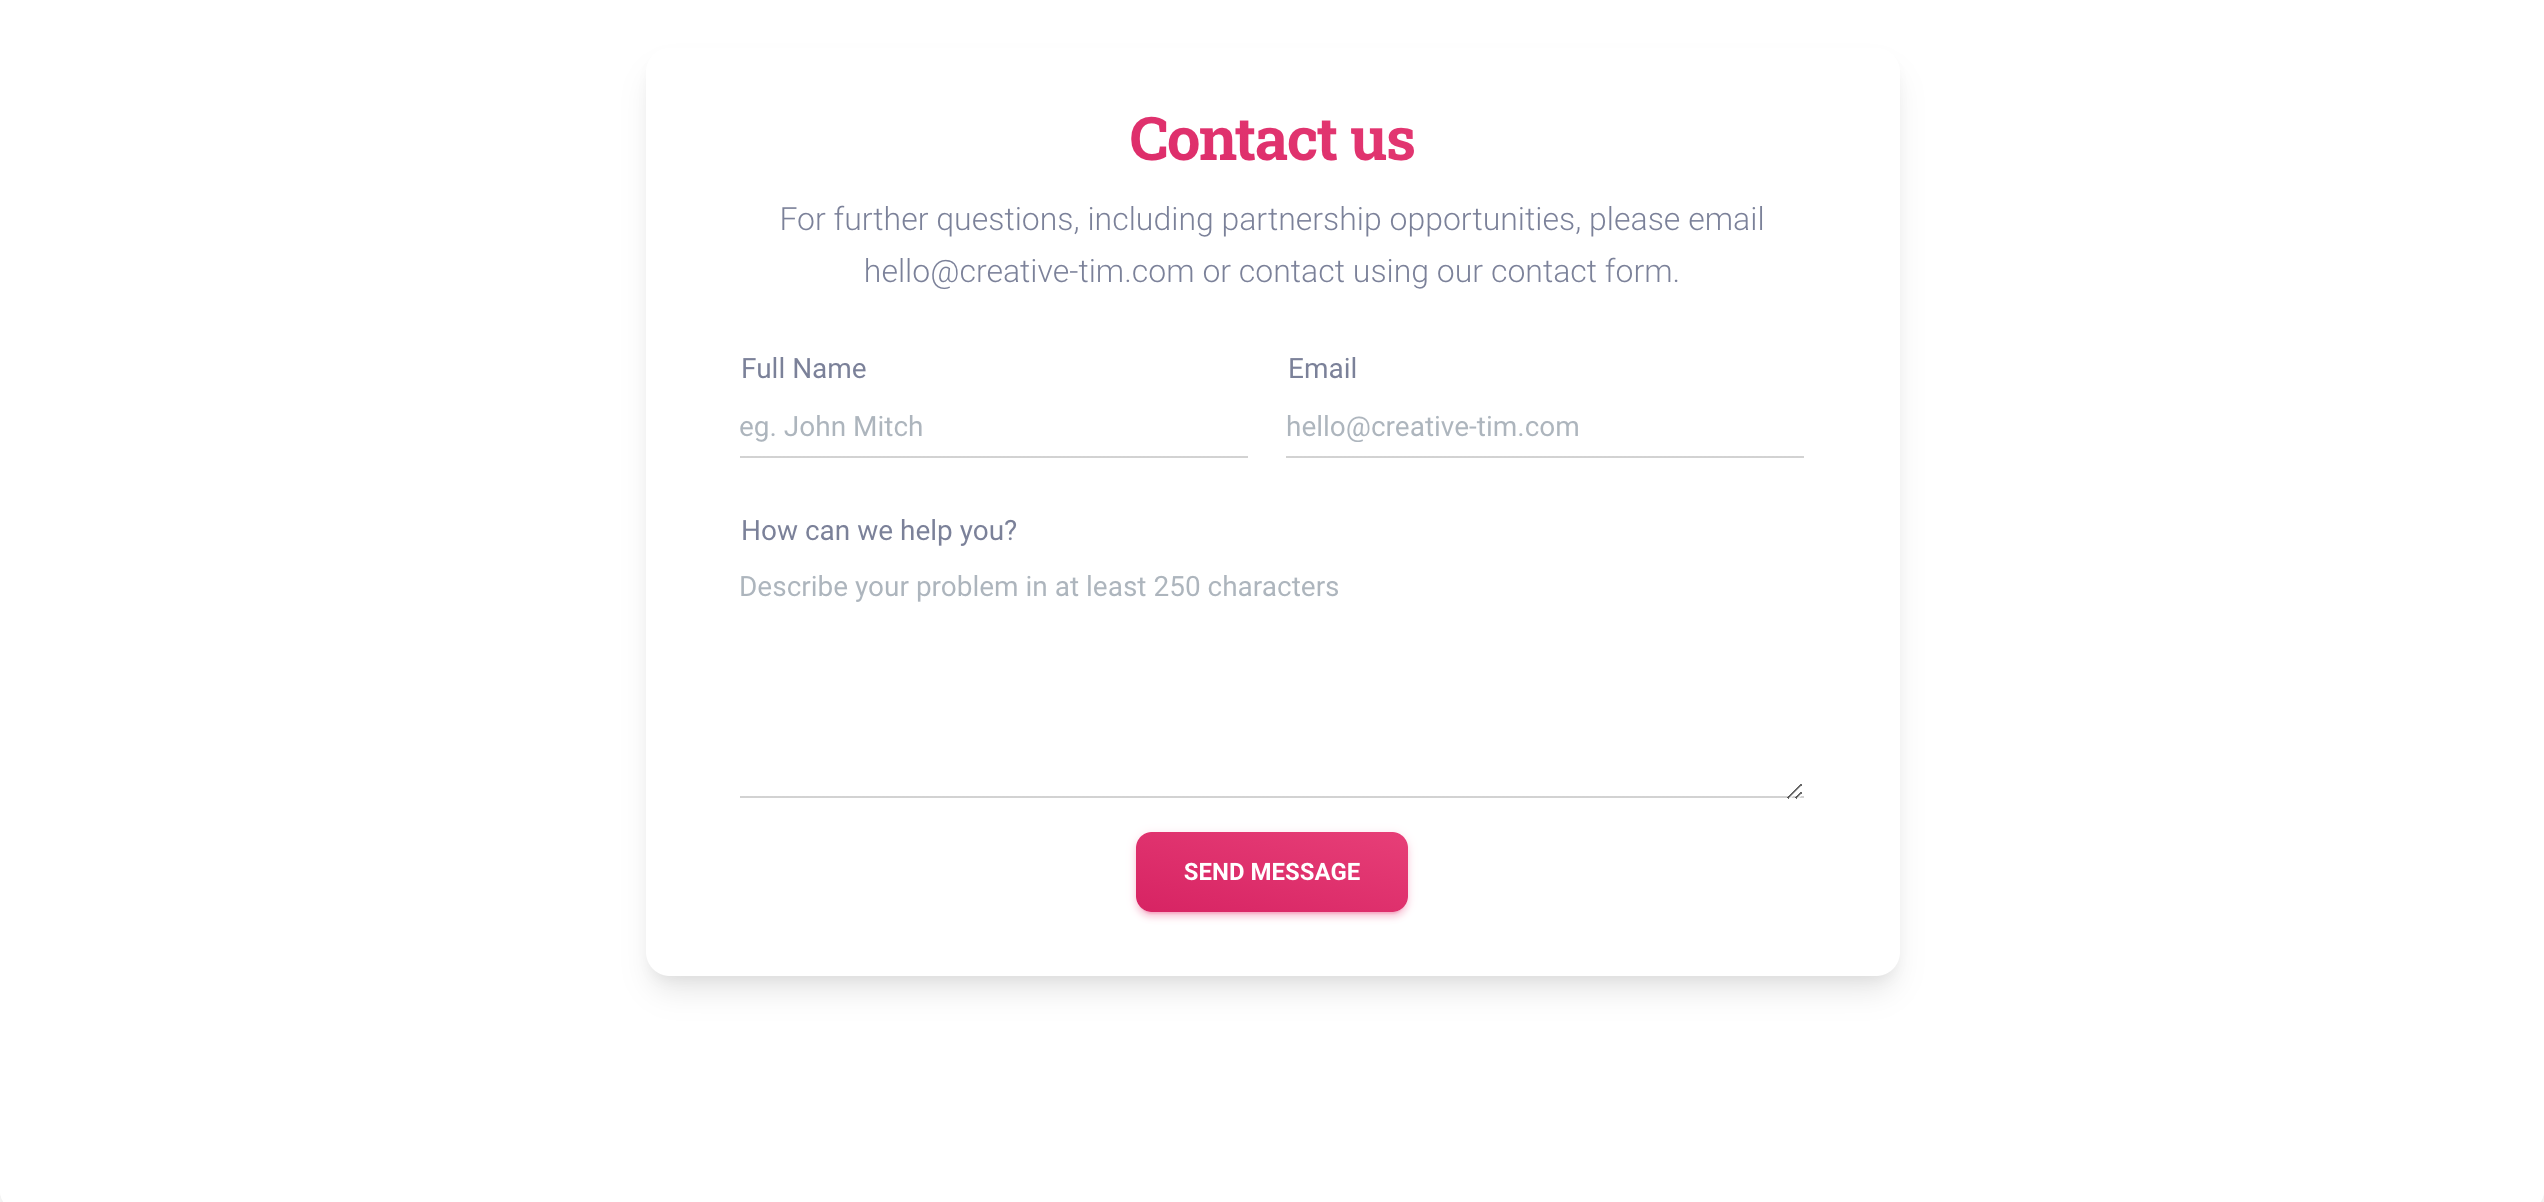 Contact us
For further questions, including partnership opportunities, please email
hello@creative-tim.com or contact using our contact form.
Full Name
Email
eg. John Mitch
hello@creative-tim.com
How can we help you?
Describe your problem in at least 250 characters
SEND MESSAGE